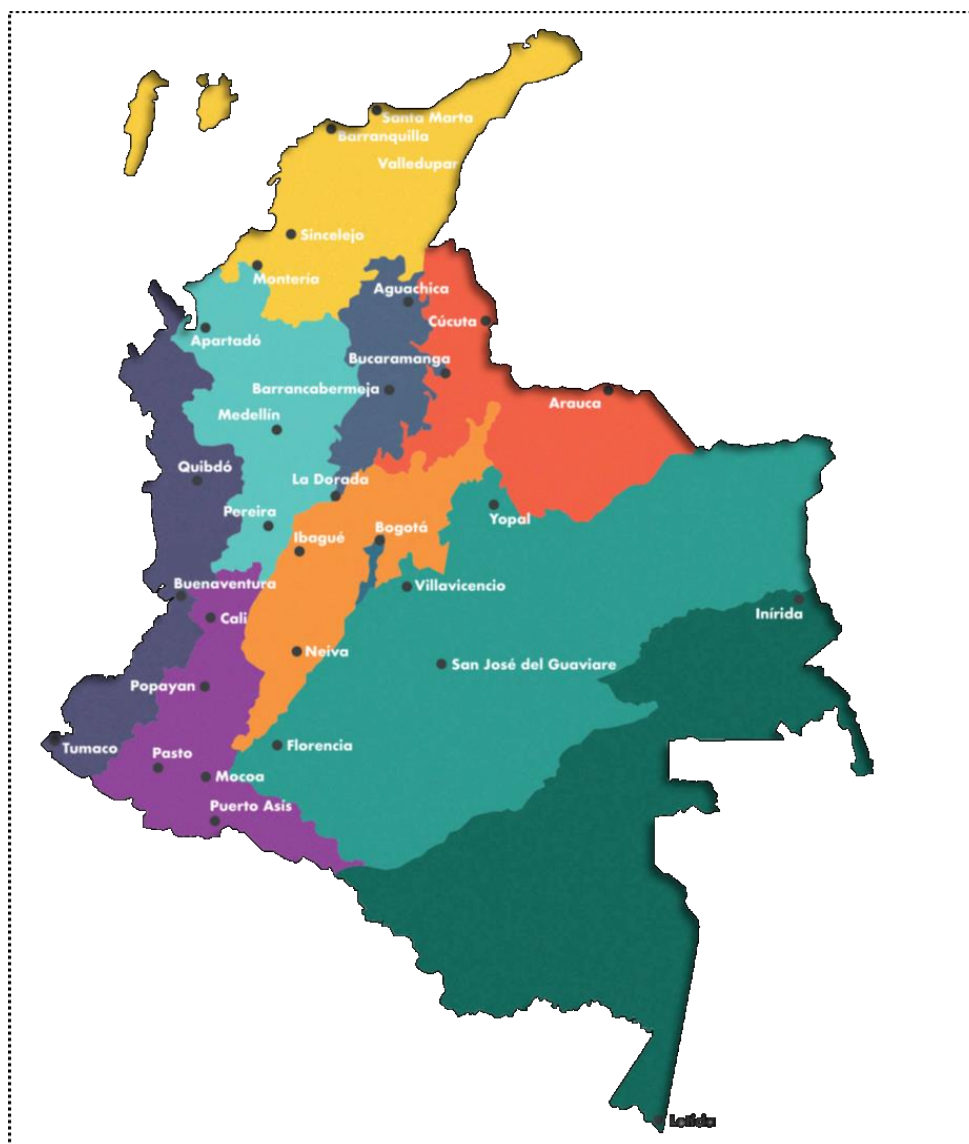 Santa Marta
Barranquilla
Valledupar
Sincelejo
Montería
Aguachica
Cúcuta
Apartadó
Bucaramanga
Barrancabermeja
Arauca
Medellín
Quibdó
La Dorada
Pereira
Yopal
Bogotá
Ibagué
Buenaventura
Villavicencio
Inírida
Cali
Neiva
San José del Guaviare
Popayan
Tumaco
Florencia
Pasto
Mocoa
Puerto Asís
Leticia